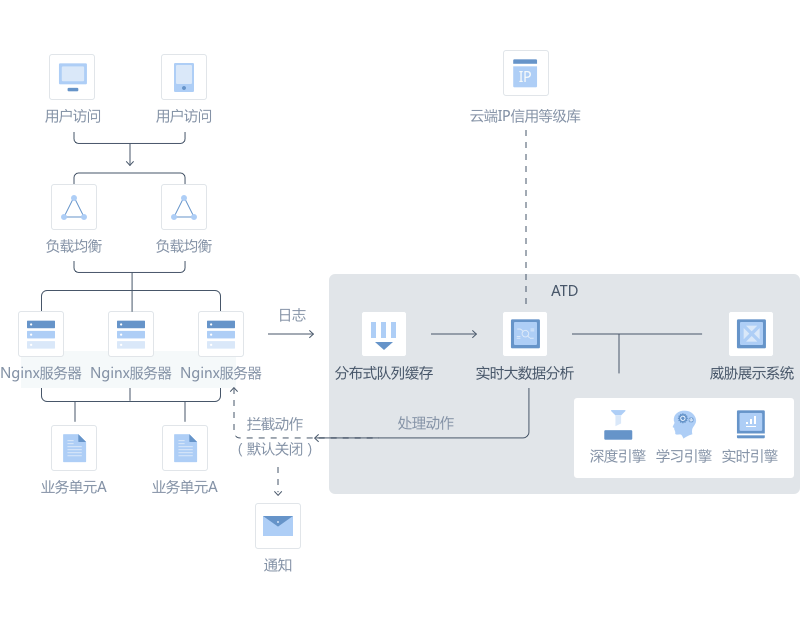 IP
用户访问
用户访问
云端IP信用等级库
负载均衡
负载均衡
ATD
日志
Nginx服务器
Nginx服务器
Nginx服务器
分布式队列缓存
实时大数据分析
威胁展示系统
拦截动作
（默认关闭）
处理动作
深度引擎
学习引擎
实时引擎
业务单元A
业务单元A
通知